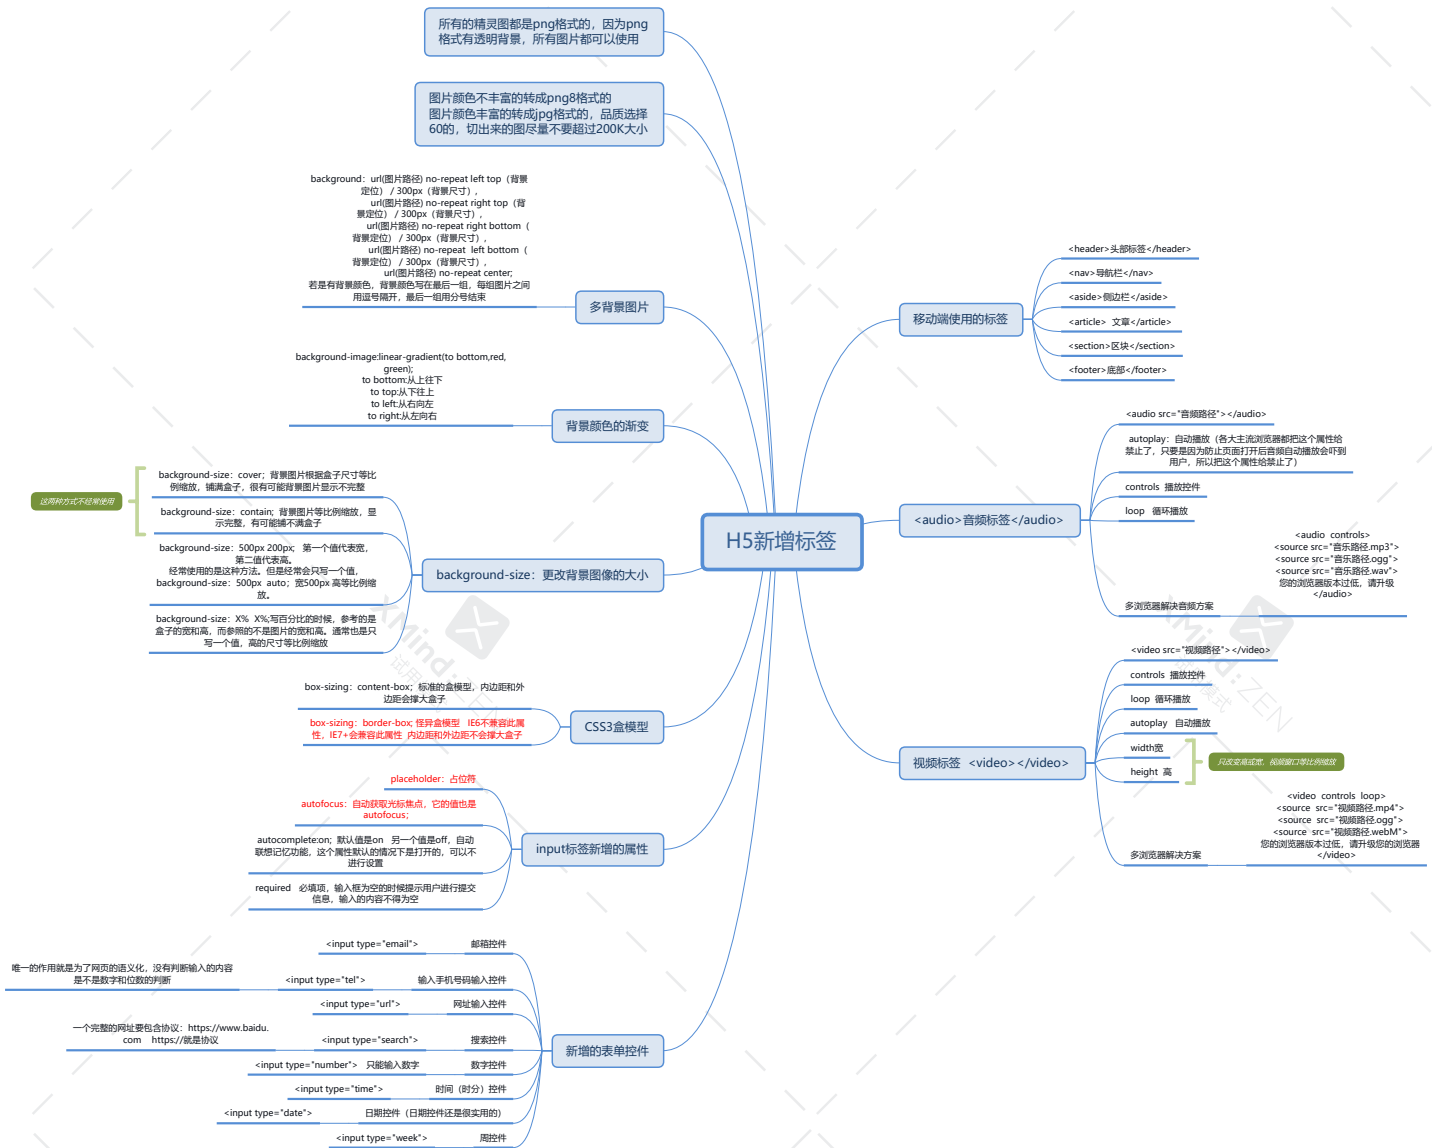 所有的精灵图都是png格式的，因为png
格式有透明背景，所有图片都可以使用
图片颜色不丰富的转成png8格式的
图片颜色丰富的转成jpg格式的，品质选择
60的，切出来的图尽量不要超过200K大小
background：url(图片路径) no-repeat left top（背景
定位） / 300px（背景尺寸）,
url(图片路径) no-repeat right top（背
景定位） / 300px（背景尺寸）,
url(图片路径) no-repeat right bottom（
背景定位） / 300px（背景尺寸）,
url(图片路径) no-repeat left bottom（
背景定位） / 300px（背景尺寸）,
url(图片路径) no-repeat center;
若是有背景颜色，背景颜色写在最后一组，每组图片之间
用逗号隔开，最后一组用分号结束
多背景图片
background-image:linear-gradient(to bottom,red,
green);
to bottom:从上往下
to top:从下往上
to left:从右向左
to right:从左向右
背景颜色的渐变
background-size：cover；背景图片根据盒子尺寸等比
例缩放，铺满盒子，很有可能背景图片显示不完整
这两种方式不经常使用
background-size：contain；背景图片等比例缩放，显
示完整，有可能铺不满盒子
background-size：500px 200px； 第一个值代表宽，
第二值代表高。
经常使用的是这种方法。但是经常会只写一个值，
background-size：500px auto；宽500px 高等比例缩
放。
background-size：X% X%;写百分比的时候，参考的是
盒子的宽和高，而参照的不是图片的宽和高。通常也是只
写一个值，高的尺寸等比例缩放
background-size：更改背景图像的大小
box-sizing：content-box；标准的盒模型，内边距和外
边距会撑大盒子
box-sizing：border-box; 怪异盒模型 IE6不兼容此属
性，IE7+会兼容此属性 内边距和外边距不会撑大盒子
CSS3盒模型
placeholder：占位符
autofocus：自动获取光标焦点，它的值也是
autofocus；
autocomplete:on；默认值是on 另一个值是off，自动
联想记忆功能，这个属性默认的情况下是打开的，可以不
进行设置
required 必填项，输入框为空的时候提示用户进行提交
信息，输入的内容不得为空
input标签新增的属性
<input type="email"> 邮箱控件
唯一的作用就是为了网页的语义化，没有判断输入的内容
是不是数字和位数的判断
<input type="tel"> 输入手机号码输入控件
<input type="url"> 网址输入控件
一个完整的网址要包含协议：https://www.baidu.
com https://就是协议
<input type="search"> 搜索控件
<input type="number"> 只能输入数字 数字控件
<input type="time"> 时间（时分）控件
<input type="date"> 日期控件（日期控件还是很实用的）
<input type="week"> 周控件
新增的表单控件
H5新增标签
移动端使用的标签
<header>头部标签</header>
<nav>导航栏</nav>
<aside>侧边栏</aside>
<article> 文章</article>
<section>区块</section>
<footer>底部</footer>
<audio>音频标签</audio>
<audio src="音频路径"></audio>
autoplay：自动播放（各大主流浏览器都把这个属性给
禁止了，只要是因为防止页面打开后音频自动播放会吓到
用户，所以把这个属性给禁止了）
controls 播放控件
loop 循环播放
多浏览器解决音频方案
<audio controls>
<source src="音乐路径.mp3">
<source src="音乐路径.ogg">
<source src="音乐路径.wav">
您的浏览器版本过低，请升级
</audio>
视频标签 <video></video>
<video src="视频路径"></video>
controls 播放控件
loop 循环播放
autoplay 自动播放
width宽
height 高
只改变高或宽，视频窗口等比例缩放
多浏览器解决方案
<video controls loop>
<source src="视频路径.mp4">
<source src="视频路径.ogg">
<source src="视频路径.webM">
您的浏览器版本过低，请升级您的浏览器
</video>
XMind:ZEN
试用模式
XMind:ZEN
试用模式